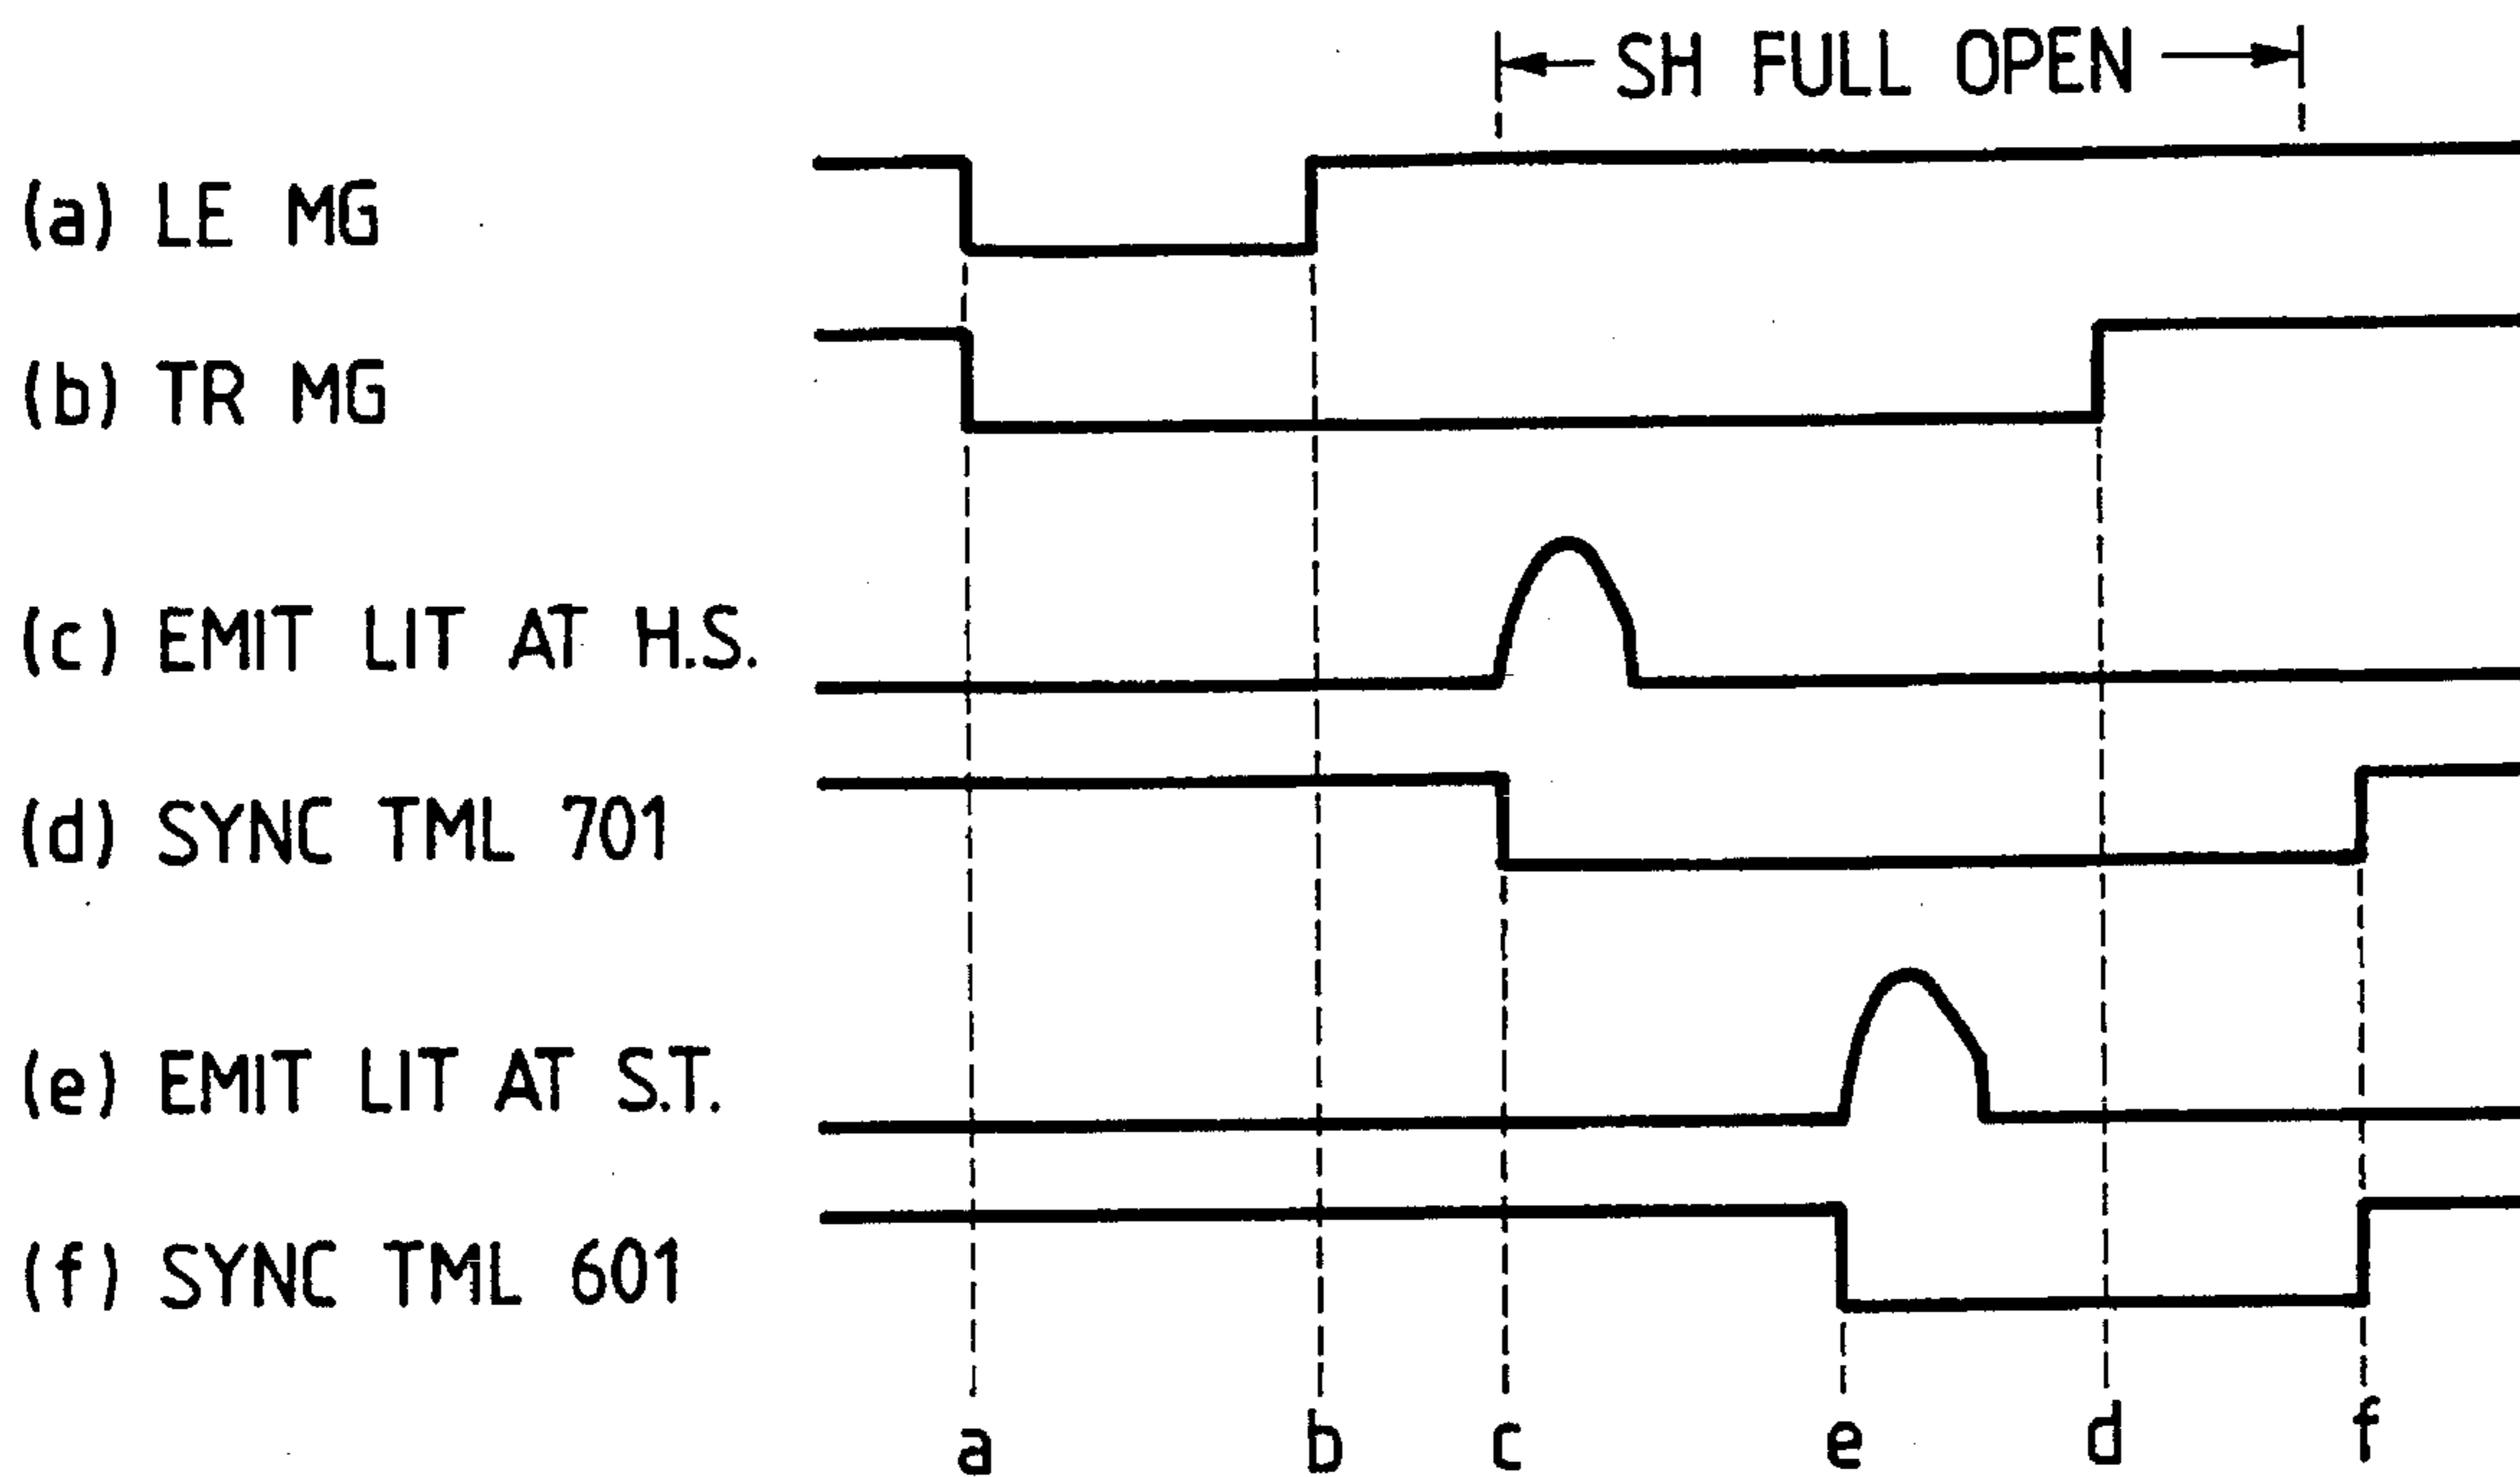 SH FULL OPEN
(a) LE MG
(b) TR MG
(c) EMIT LIT AT H.S.
(d) SYNC TML 701
(e) EMIT LIT AT S.T.
(f) SYNC TML 601
a b c e d f